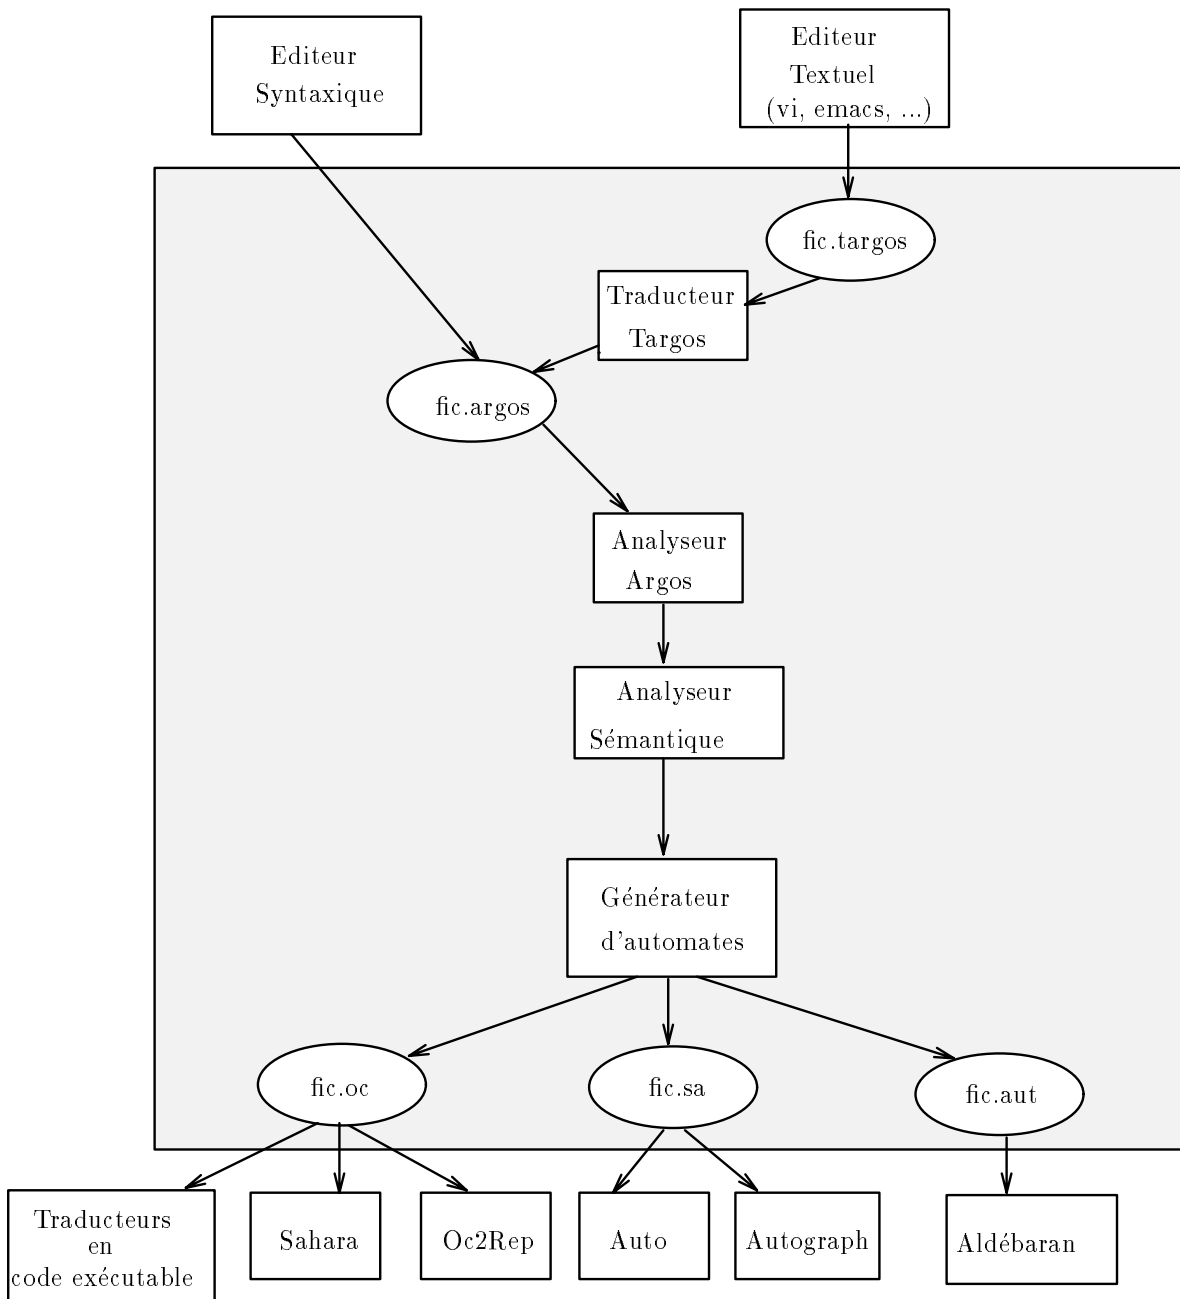 Editeur
Syntaxique
Editeur
Textuel
(vi, emacs, ...)
fic.targos
Traducteur
Targos
fic.argos
Analyseur
Argos
Analyseur
Sémantique
Générateur
d'automates
fic.oc
fic.sa
fic.aut
Traducteurs
en
code exécutable
Sahara
Oc2Rep
Auto
Autograph
Aldébaran